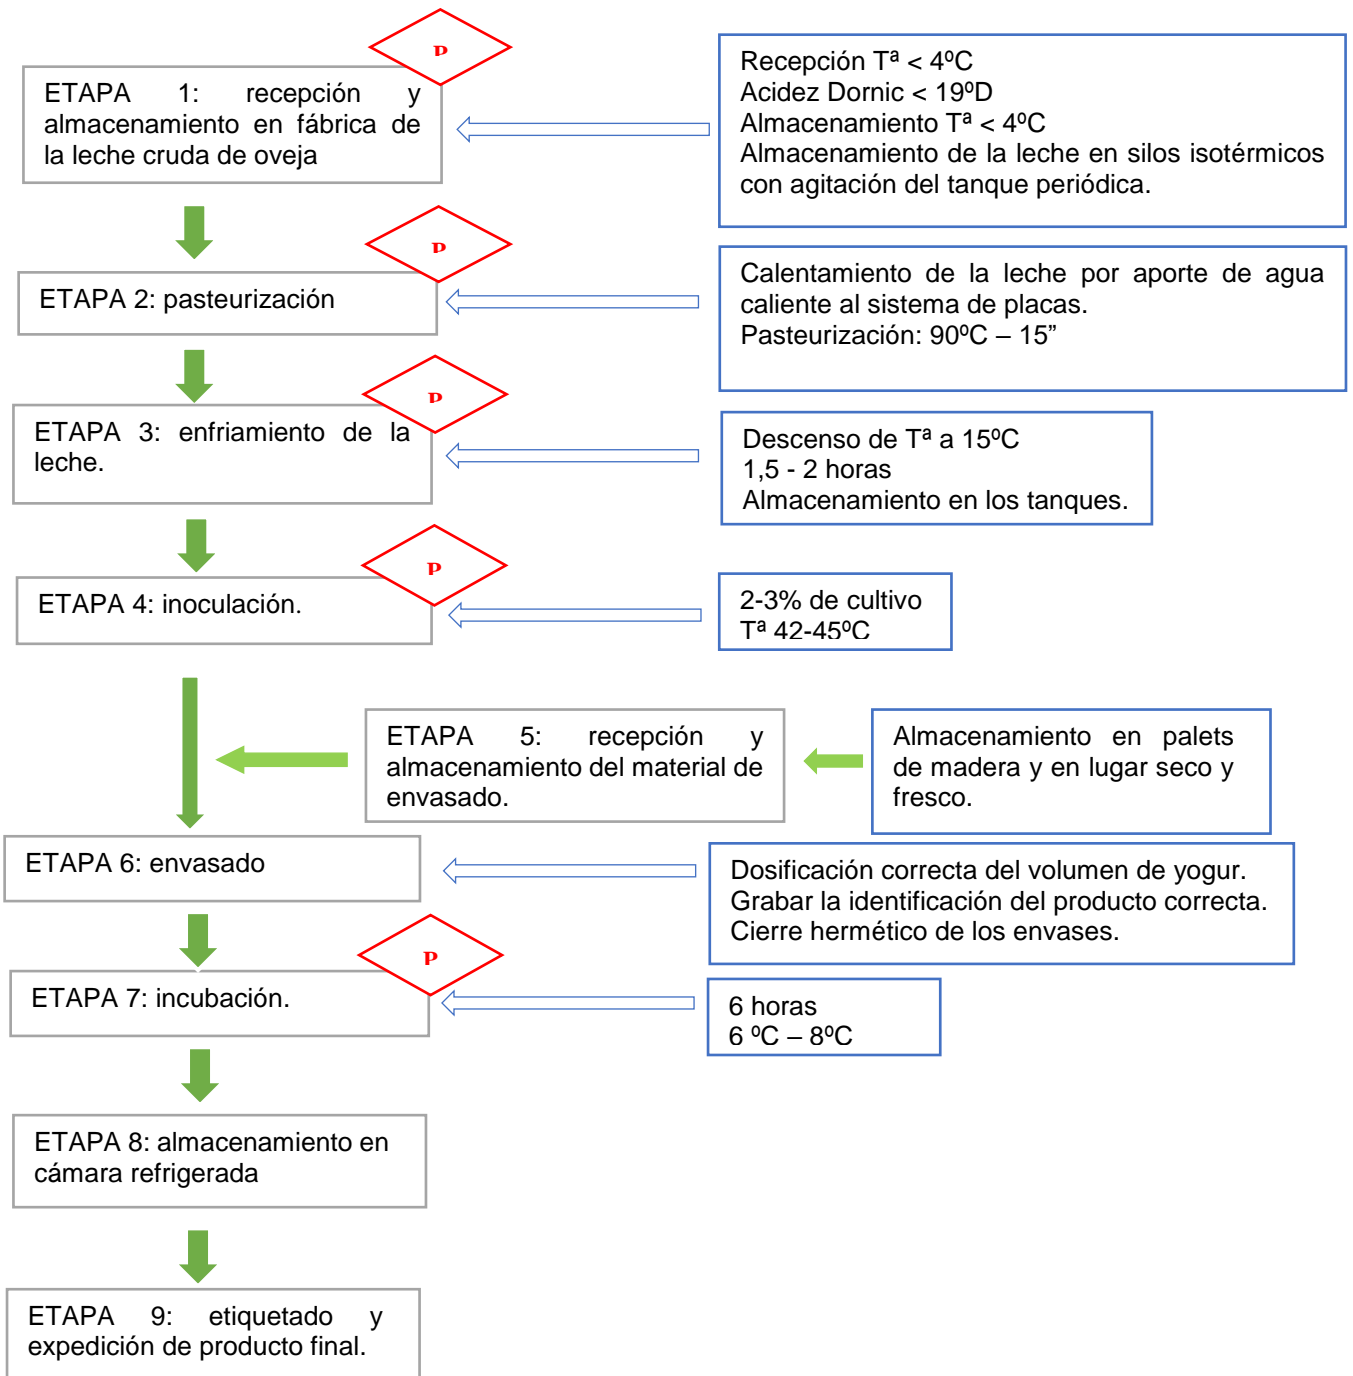 P
ETAPA 1: recepción y
almacenamiento en fábrica de
la leche cruda de oveja
Recepción Tª < 4ºC
Acidez Dornic < 19ºD
Almacenamiento Tª < 4ºC
Almacenamiento de la leche en silos isotérmicos
con agitación del tanque periódica.
P
ETAPA 2: pasteurización
Calentamiento de la leche por aporte de agua
caliente al sistema de placas.
Pasteurización: 90ºC – 15”
P
ETAPA 3: enfriamiento de la
leche.
Descenso de Tª a 15ºC
1,5 - 2 horas
Almacenamiento en los tanques.
P
ETAPA 4: inoculación.
2-3% de cultivo
Tª 42-45ºC
ETAPA 5: recepción y
almacenamiento del material de
envasado.
Almacenamiento en palets
de madera y en lugar seco y
fresco.
ETAPA 6: envasado
Dosificación correcta del volumen de yogur.
Grabar la identificación del producto correcta.
Cierre hermético de los envases.
P
ETAPA 7: incubación.
6 horas
6 ºC – 8ºC
ETAPA 8: almacenamiento en
cámara refrigerada
ETAPA 9: etiquetado y
expedición de producto final.